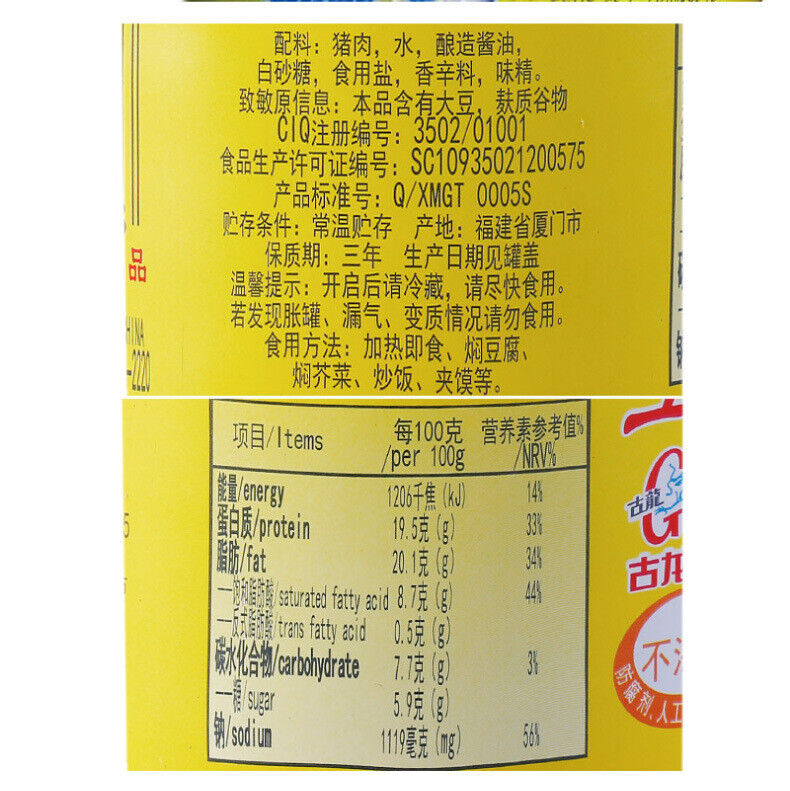 配料：猪肉，水，酿造酱油，
白砂糖，食用盐，香辛料，味精。
致敏原信息：本品含有大豆，麸质谷物
CIQ注册编号：3502/01001
食品生产许可证编号：SC10935021200575
产品标准号：Q/XMGT 0005S
贮存条件：常温贮存 产地：福建省厦门市
保质期：三年 生产日期见罐盖
温馨提示：开启后请冷藏，请尽快食用。
若发现胀罐、漏气、变质情况请勿食用。
食用方法：加热即食、焖豆腐、
焖芥菜、炒饭、夹馍等。
品
HINA
-2220
项目/Items 每100克/per 100g 营养素参考值%/NRV%
能量/energy 1206千焦(kJ) 14%
蛋白质/protein 19.5克(g) 33%
脂肪/fat 20.1克(g) 34%
—饱和脂肪酸/saturated fatty acid 8.7克(g) 44%
—反式脂肪酸/trans fatty acid 0.5克(g)
碳水化合物/carbohydrate 7.7克(g) 3%
—糖/sugar 5.9克(g)
钠/sodium 1119毫克(mg) 56%
古龍
G
古龙
不
防腐剂、人工